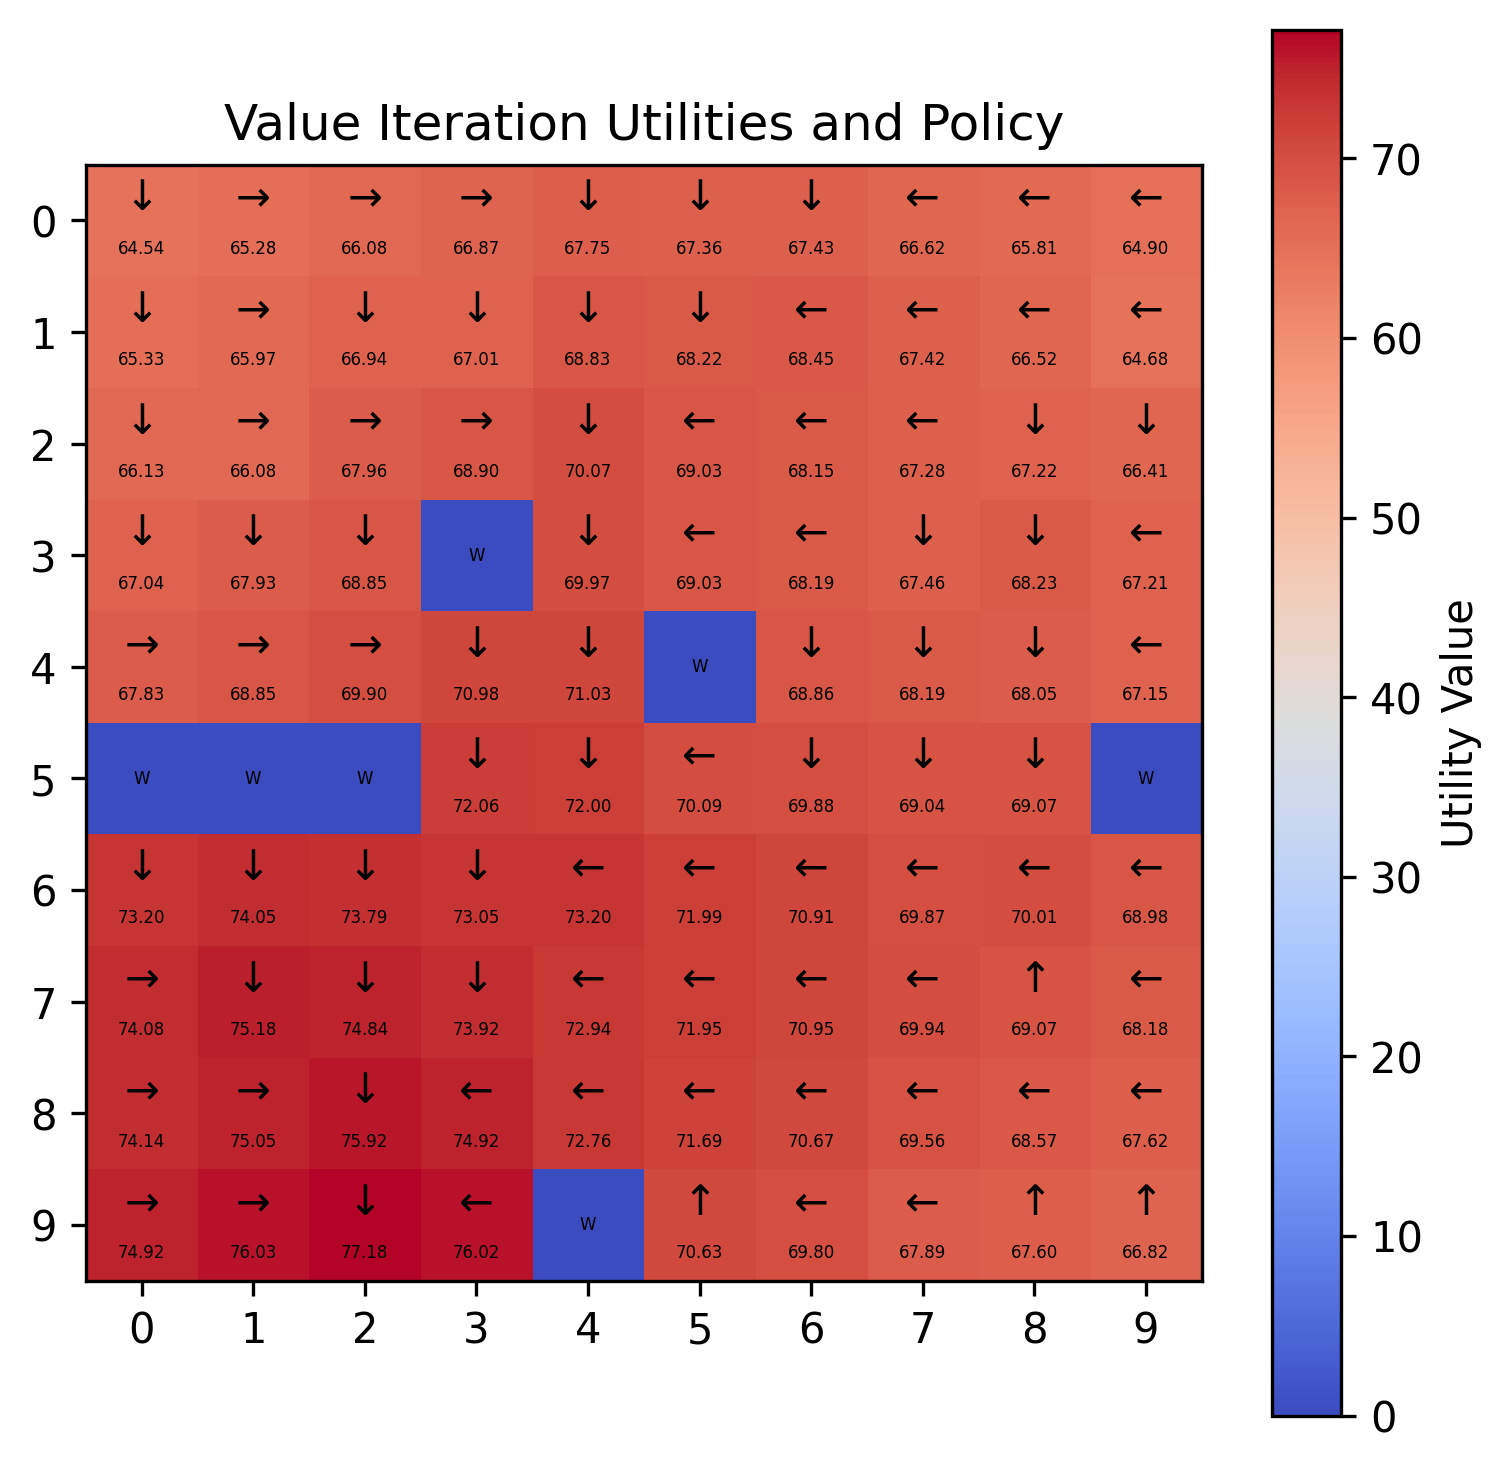 Value Iteration Utilities and Policy
0 ↓ → → → ↓ ↓ ↓ ← ← ←
64.54 65.28 66.08 66.87 67.75 67.36 67.43 66.62 65.81 64.90
1 ↓ → ↓ ↓ ↓ ↓ ← ← ← ←
65.33 65.97 66.94 67.01 68.83 68.22 68.45 67.42 66.52 64.68
2 ↓ → → → ↓ ← ← ← ↓ ↓
66.13 66.08 67.96 68.90 70.07 69.03 68.15 67.28 67.22 66.41
3 ↓ ↓ ↓ W ↓ ← ← ↓ ↓ ←
67.04 67.93 68.85 69.97 69.03 68.19 67.46 68.23 67.21
4 → → → ↓ ↓ W ↓ ↓ ↓ ←
67.83 68.85 69.90 70.98 71.03 68.86 68.19 68.05 67.15
5 W W W ↓ ↓ ← ↓ ↓ ↓ W
72.06 72.00 70.09 69.88 69.04 69.07
6 ↓ ↓ ↓ ↓ ← ← ← ← ← ←
73.20 74.05 73.79 73.05 73.20 71.99 70.91 69.87 70.01 68.98
7 → ↓ ↓ ↓ ← ← ← ← ↑ ←
74.08 75.18 74.84 73.92 72.94 71.95 70.95 69.94 69.07 68.18
8 → → ↓ ← ← ← ← ← ← ←
74.14 75.05 75.92 74.92 72.76 71.69 70.67 69.56 68.57 67.62
9 → → ↓ ← W ↑ ← ← ↑ ↑
74.92 76.03 77.18 76.02 70.63 69.80 67.89 67.60 66.82
0 1 2 3 4 5 6 7 8 9
70
60
50
40
30
20
10
0
Utility Value